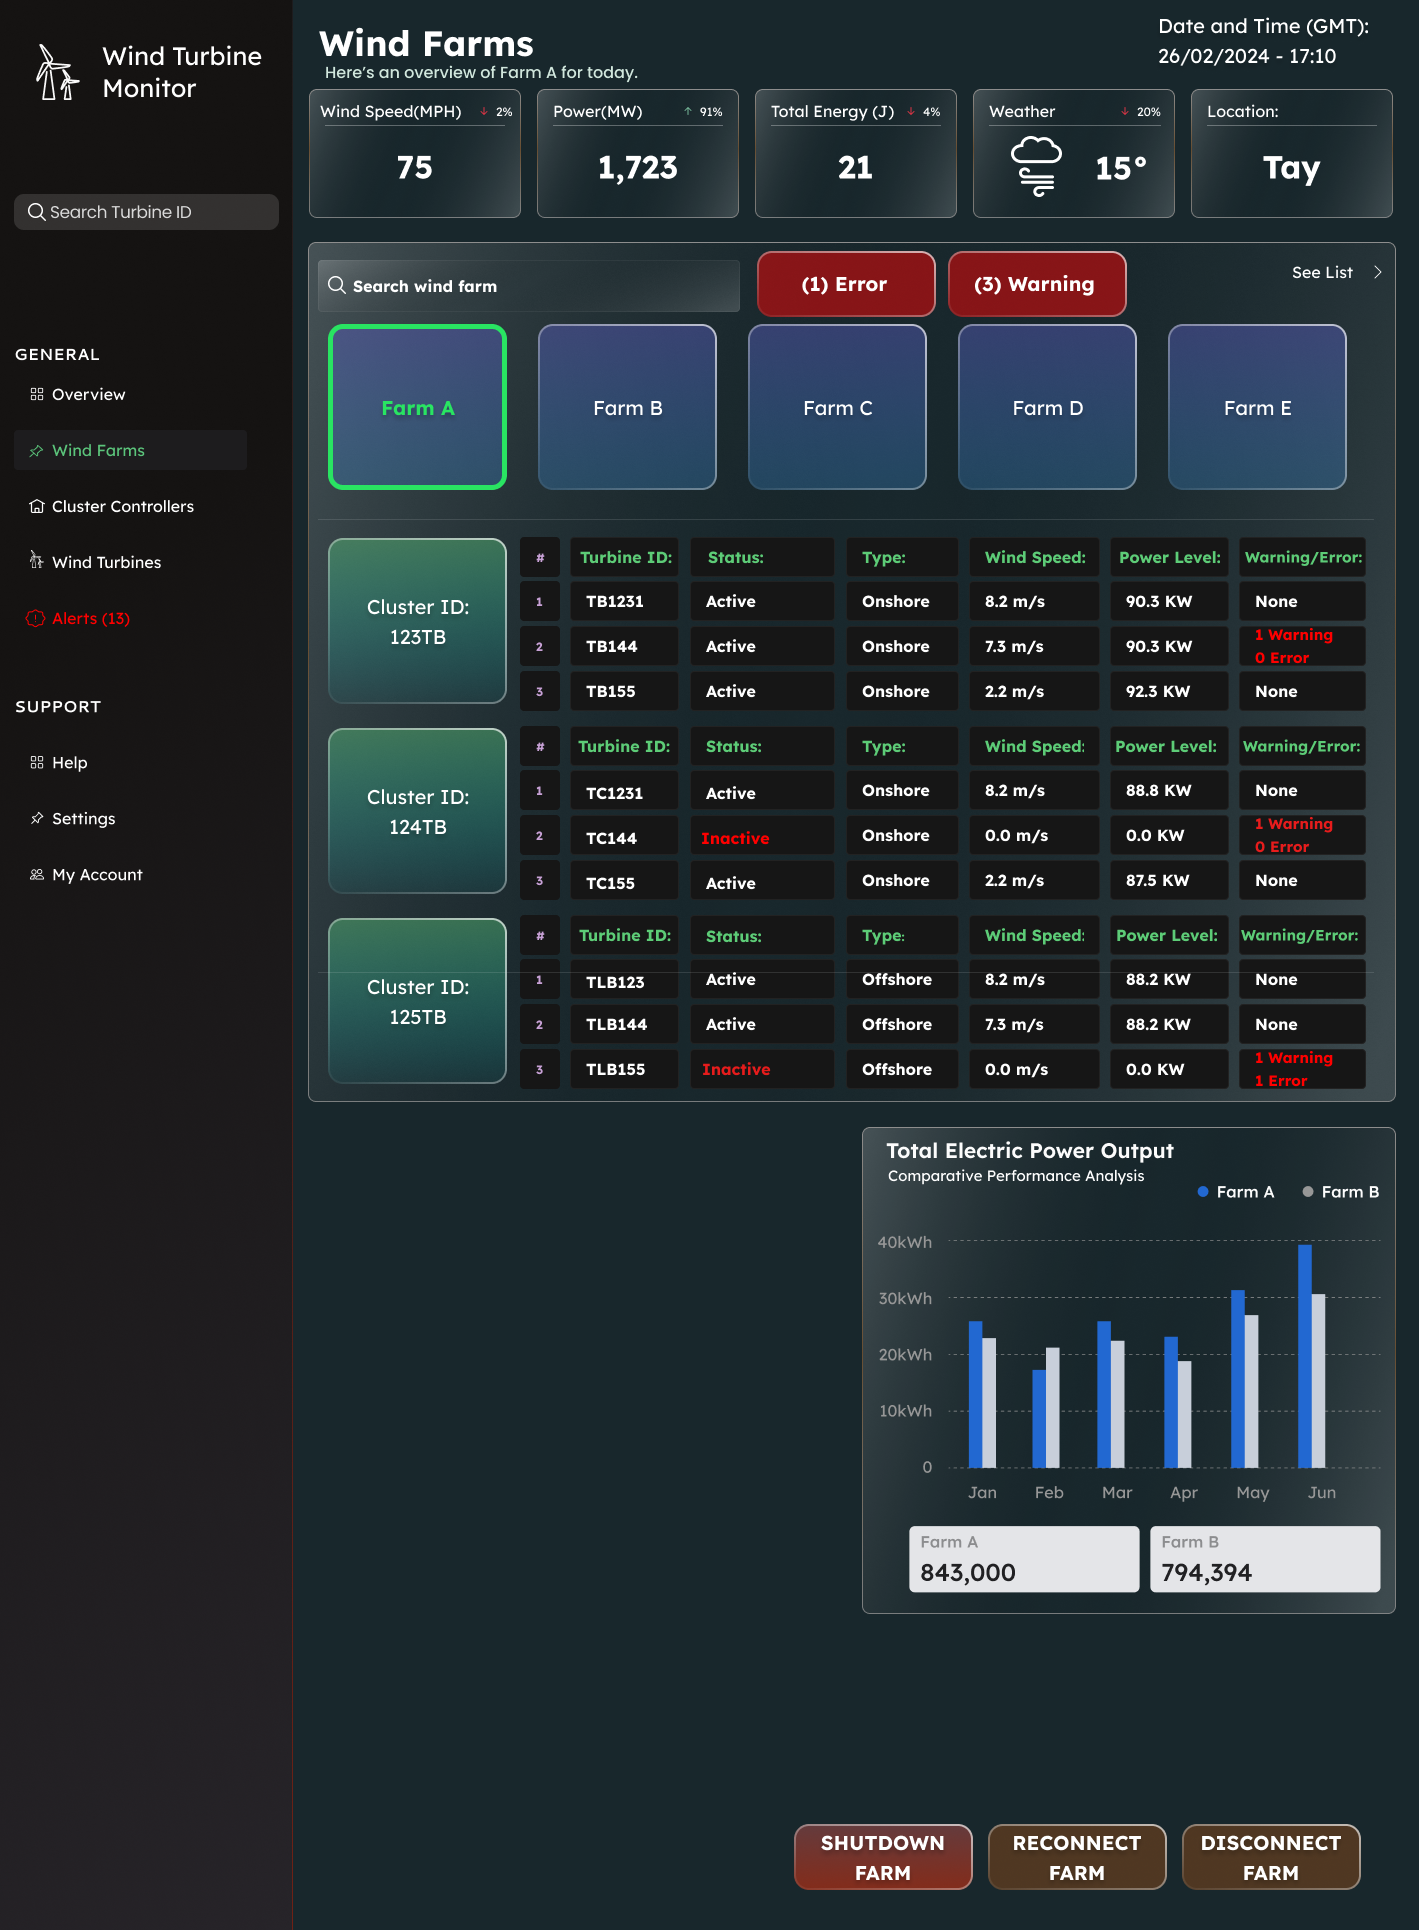 Wind Turbine
Monitor
Search Turbine ID
GENERAL
Overview
Wind Farms
Cluster Controllers
Wind Turbines
Alerts (13)
SUPPORT
Help
Settings
My Account
Wind Farms
Here's an overview of Farm A for today.
Date and Time (GMT):
26/02/2024 - 17:10
Wind Speed(MPH) ↓ 2%
75
Power(MW) ↑ 91%
1,723
Total Energy (J) ↓ 4%
21
Weather ↓ 20%
15°
Location:
Tay
Search wind farm
(1) Error
(3) Warning
See List
Farm A
Farm B
Farm C
Farm D
Farm E
Cluster ID:
123TB
# Turbine ID: Status: Type: Wind Speed: Power Level: Warning/Error:
1 TB1231 Active Onshore 8.2 m/s 90.3 KW None
2 TB144 Active Onshore 7.3 m/s 90.3 KW 1 Warning
0 Error
3 TB155 Active Onshore 2.2 m/s 92.3 KW None
Cluster ID:
124TB
# Turbine ID: Status: Type: Wind Speed: Power Level: Warning/Error:
1 TC1231 Active Onshore 8.2 m/s 88.8 KW None
2 TC144 Inactive Onshore 0.0 m/s 0.0 KW 1 Warning
0 Error
3 TC155 Active Onshore 2.2 m/s 87.5 KW None
Cluster ID:
125TB
# Turbine ID: Status: Type: Wind Speed: Power Level: Warning/Error:
1 TLB123 Active Offshore 8.2 m/s 88.2 KW None
2 TLB144 Active Offshore 7.3 m/s 88.2 KW None
3 TLB155 Inactive Offshore 0.0 m/s 0.0 KW 1 Warning
1 Error
Total Electric Power Output
Comparative Performance Analysis
Farm A Farm B
40kWh
30kWh
20kWh
10kWh
0
Jan Feb Mar Apr May Jun
Farm A
843,000
Farm B
794,394
SHUTDOWN
FARM
RECONNECT
FARM
DISCONNECT
FARM